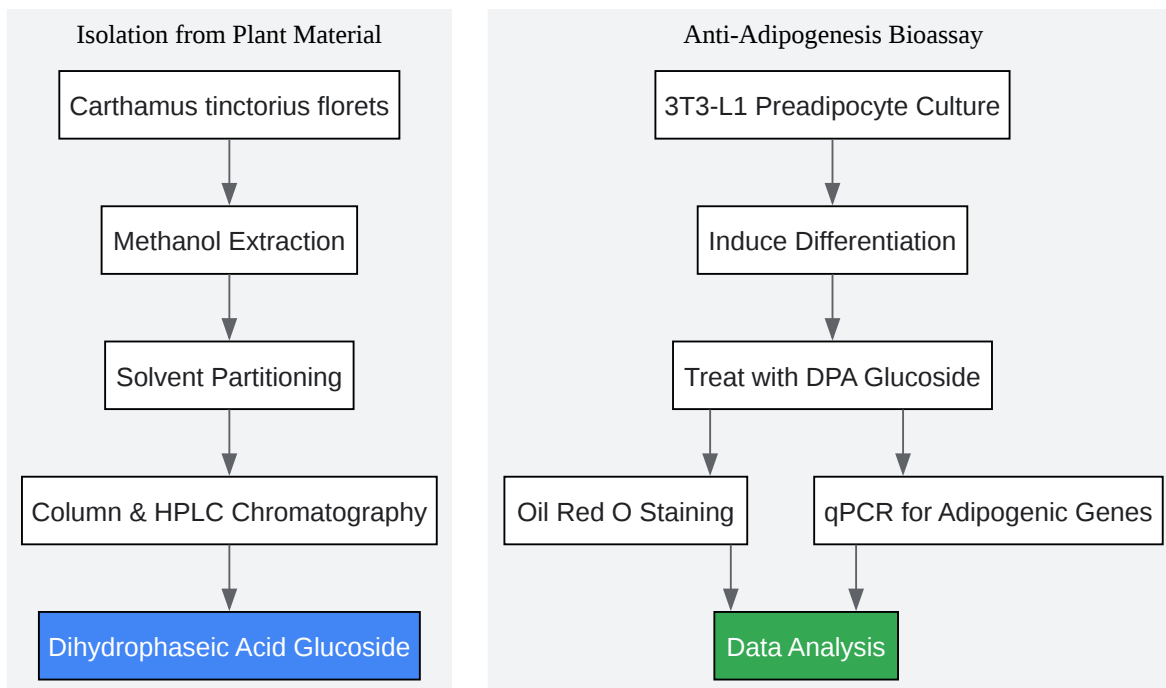 Isolation from Plant Material
Carthamus tinctorius florets
Methanol Extraction
Solvent Partitioning
Column & HPLC Chromatography
Dihydrophaseic Acid Glucoside
Anti-Adipogenesis Bioassay
3T3-L1 Preadipocyte Culture
Induce Differentiation
Treat with DPA Glucoside
Oil Red O Staining
qPCR for Adipogenic Genes
Data Analysis